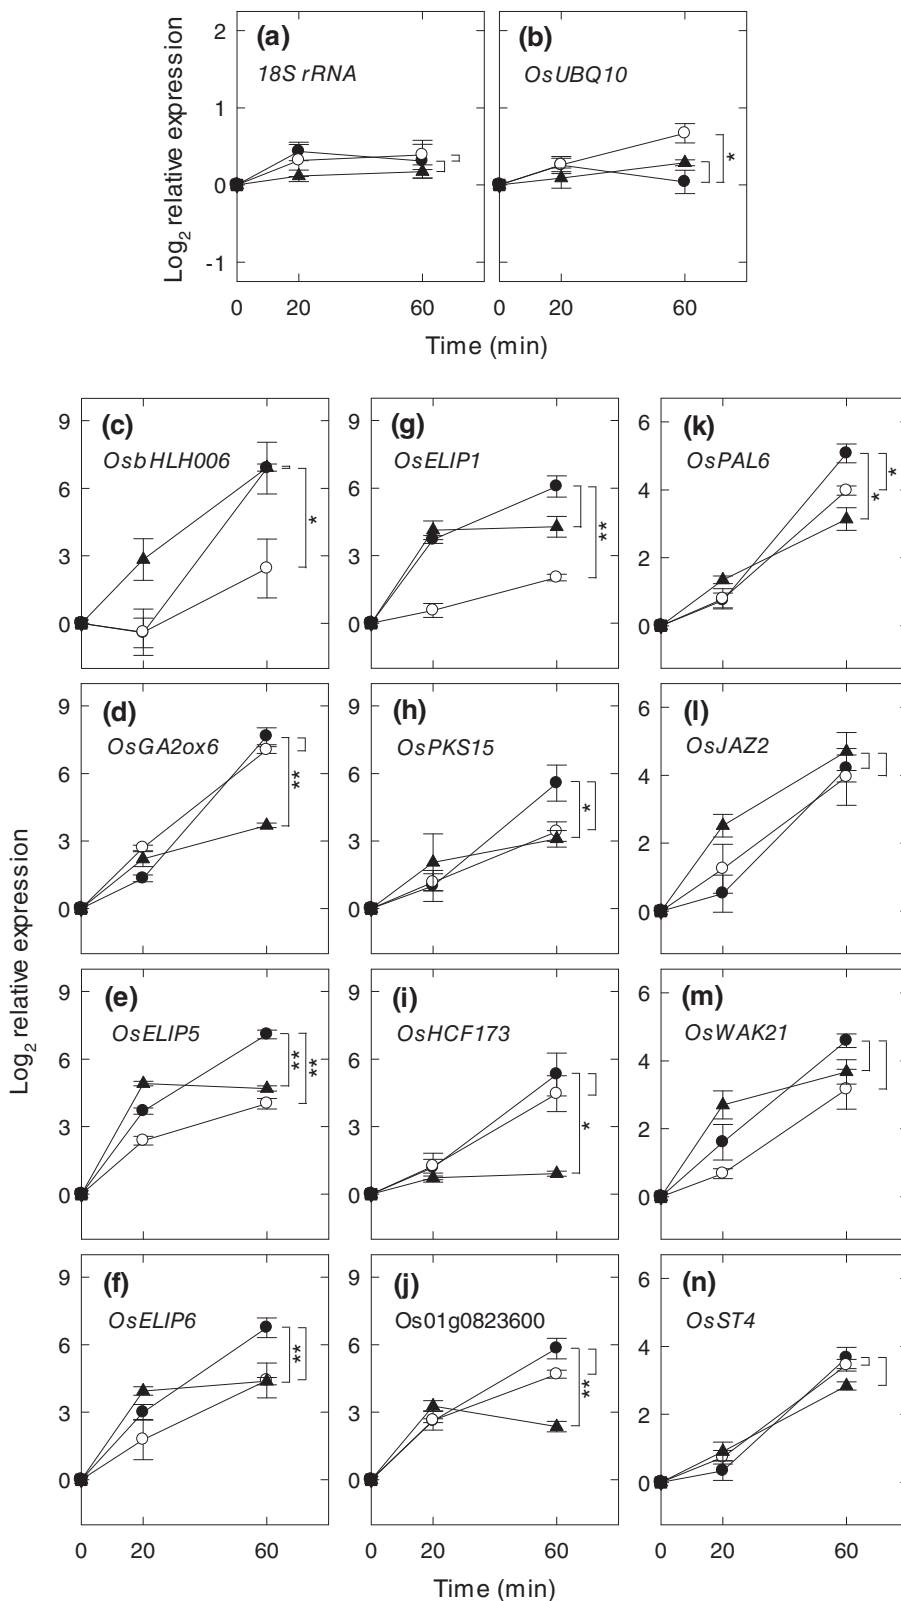 (a)
18S rRNA
(b)
OsUBQ10
*
Log2 relative expression
2
1
0
-1
0 20 60
0 20 60
Time (min)
(c)
OsbHLH006
*
9
6
3
0
(g)
OsELIP1
**
9
6
3
0
(k)
OsPAL6
*
*
6
4
2
0
(d)
OsGA2ox6
**
9
6
3
0
(h)
OsPKS15
*
9
6
3
0
(l)
OsJAZ2
6
4
2
0
Log2 relative expression
(e)
OsELIP5
**
**
9
6
3
0
(i)
OsHCF173
*
9
6
3
0
(m)
OsWAK21
6
4
2
0
(f)
OsELIP6
**
9
6
3
0
(j)
Os01g0823600
**
9
6
3
0
(n)
OsST4
6
4
2
0
0 20 60
0 20 60
0 20 60
Time (min)